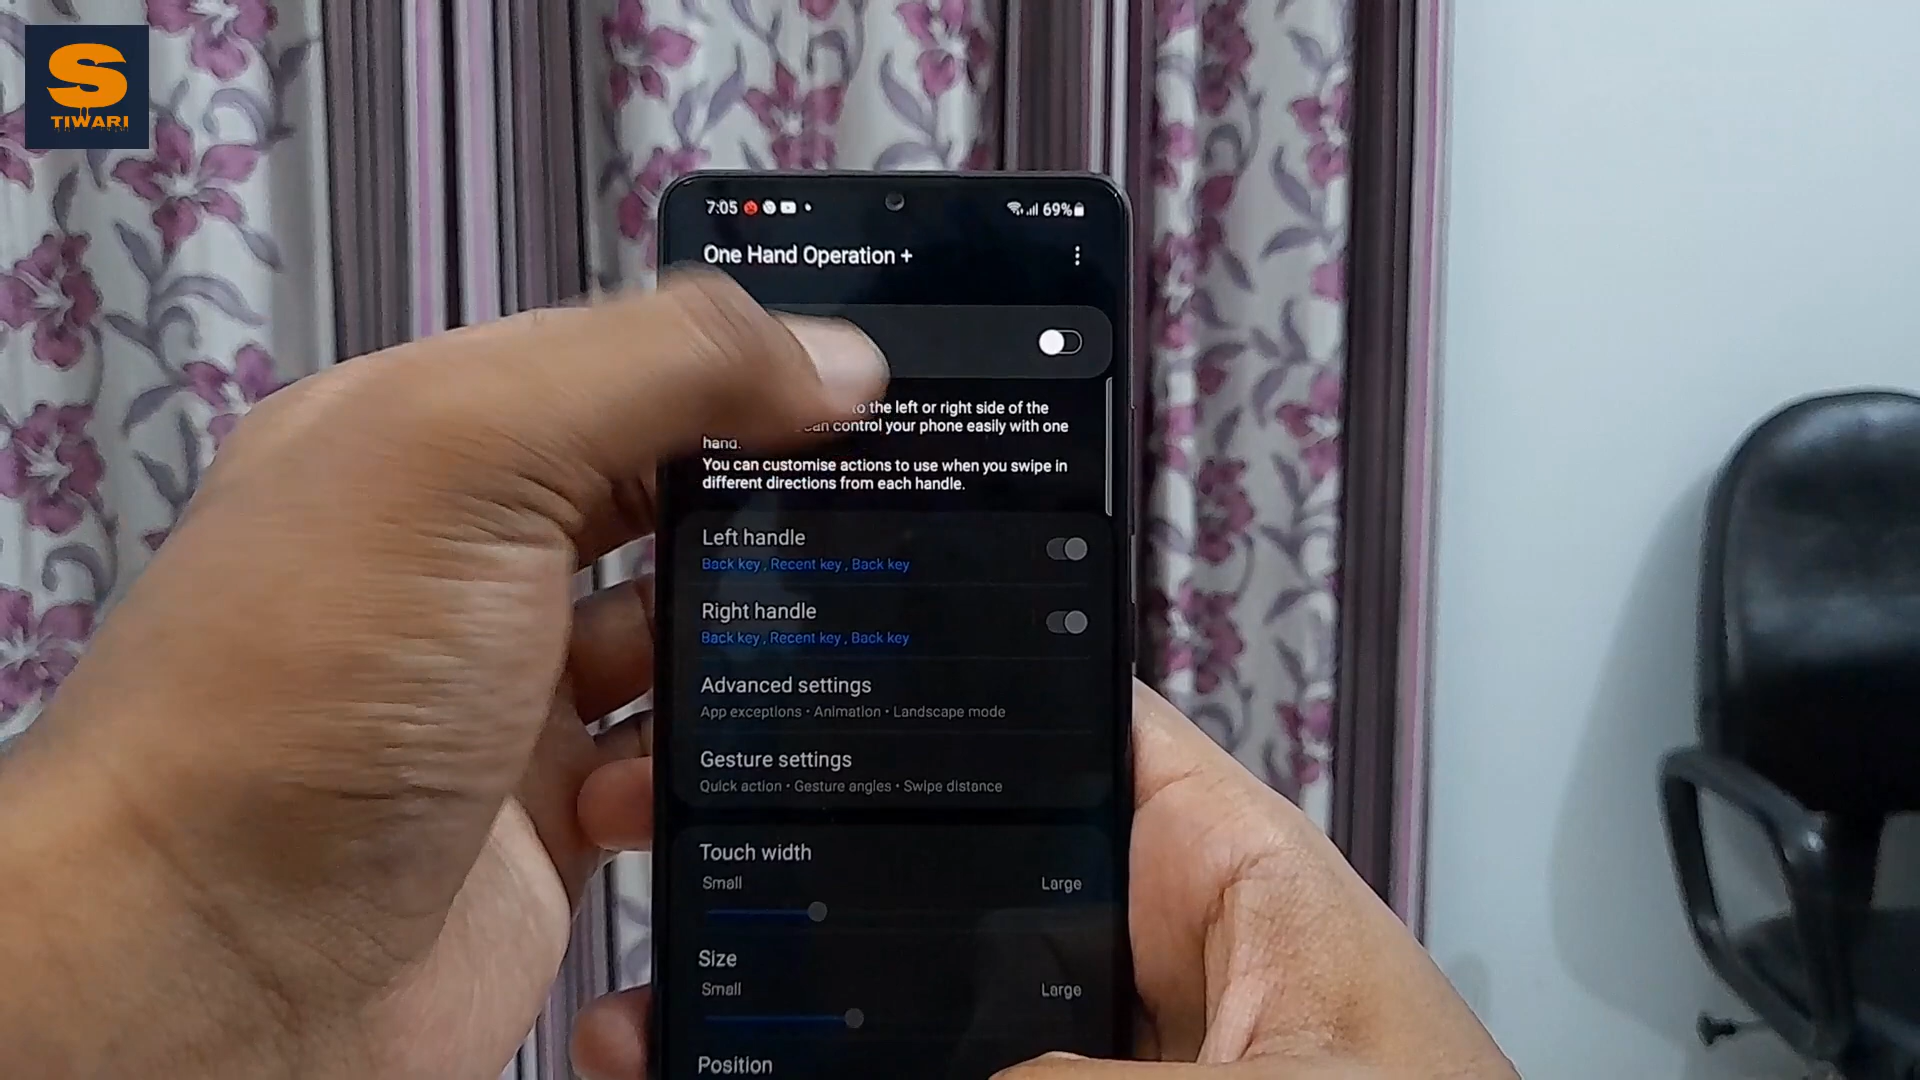 S
TIWARI
7:05
69%
One Hand Operation +
to the left or right side of the
can control your phone easily with one
hand.
You can customise actions to use when you swipe in
different directions from each handle.
Left handle
Back key , Recent key , Back key
Right handle
Back key , Recent key , Back key
Advanced settings
App exceptions • Animation • Landscape mode
Gesture settings
Quick action • Gesture angles • Swipe distance
Touch width
Small Large
Size
Small Large
Position